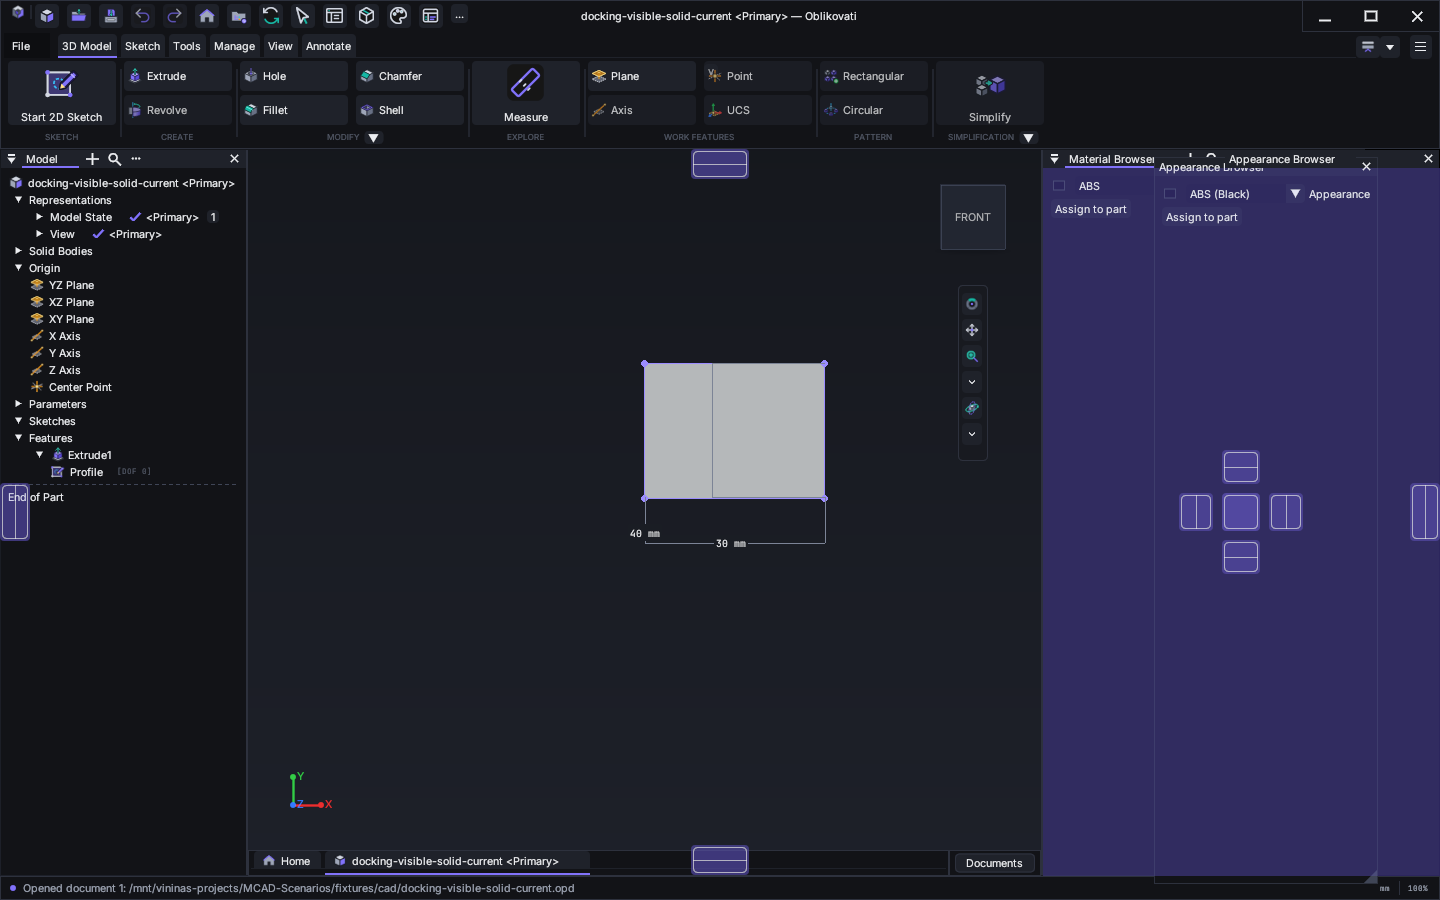 docking-visible-solid-current <Primary> — Oblikovati
File
3D Model
Sketch
Tools
Manage
View
Annotate
Start 2D Sketch
Extrude
Revolve
Hole
Fillet
Chamfer
Shell
Measure
Plane
Axis
Point
UCS
Rectangular
Circular
Simplify
SKETCH
CREATE
MODIFY
EXPLORE
WORK FEATURES
PATTERN
SIMPLIFICATION
Model
docking-visible-solid-current <Primary>
Representations
Model State <Primary> 1
View <Primary>
Solid Bodies
Origin
YZ Plane
XZ Plane
XY Plane
X Axis
Y Axis
Z Axis
Center Point
Parameters
Sketches
Features
Extrude1
Profile [DOF 0]
End of Part
FRONT
40 mm
30 mm
Y
Z
X
Material Browser
Appearance Browser
Appearance Browser
ABS
Assign to part
ABS (Black)
Appearance
Assign to part
Home
docking-visible-solid-current <Primary>
Documents
Opened document 1: /mnt/vininas-projects/MCAD-Scenarios/fixtures/cad/docking-visible-solid-current.opd
mm
100%